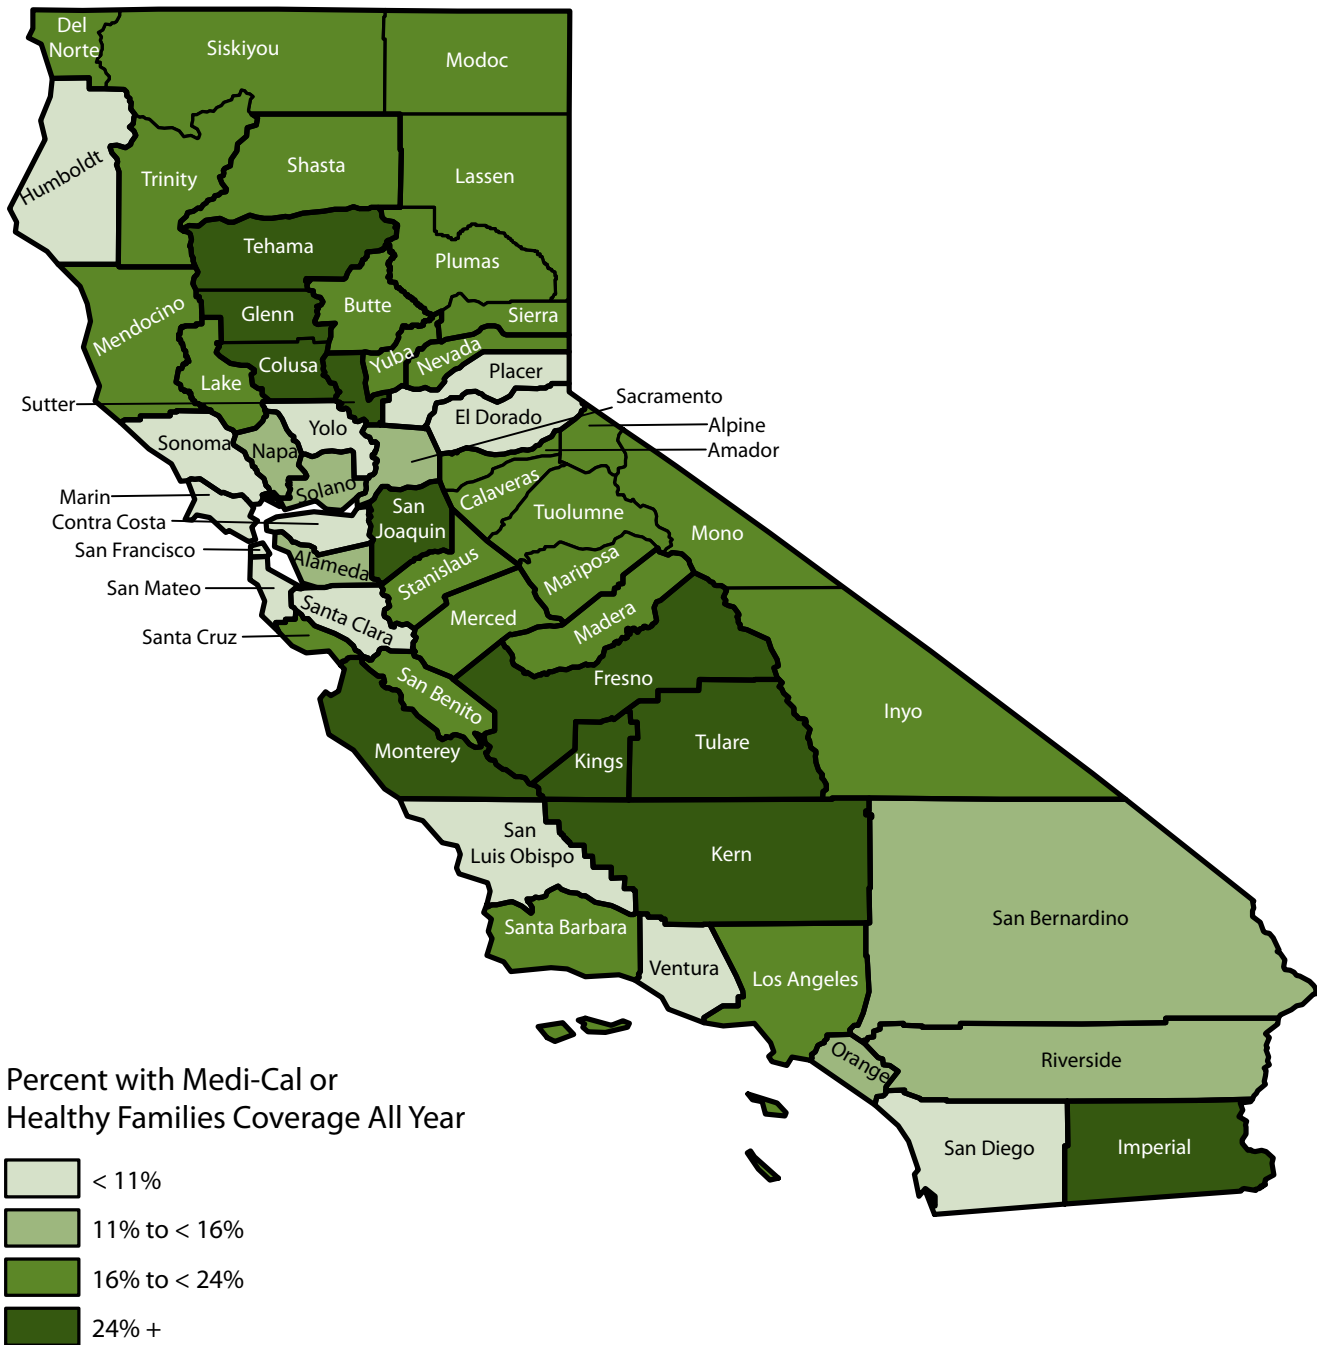 Del
Norte
Siskiyou
Modoc
Humboldt
Trinity
Shasta
Lassen
Tehama
Plumas
Mendocino
Glenn
Butte
Sierra
Colusa
Yuba
Nevada
Lake
Placer
Sutter
Sacramento
El Dorado
Yolo
Alpine
Sonoma
Napa
Amador
Solano
Calaveras
Marin
San
Joaquin
Tuolumne
Contra Costa
Mono
San Francisco
Alameda
Stanislaus
Mariposa
San Mateo
Santa Clara
Merced
Madera
Santa Cruz
Fresno
San Benito
Inyo
Monterey
Kings
Tulare
San
Luis Obispo
Kern
San Bernardino
Santa Barbara
Ventura
Los Angeles
Orange
Riverside
San Diego
Imperial
Percent with Medi-Cal or
Healthy Families Coverage All Year
< 11%
11% to < 16%
16% to < 24%
24% +